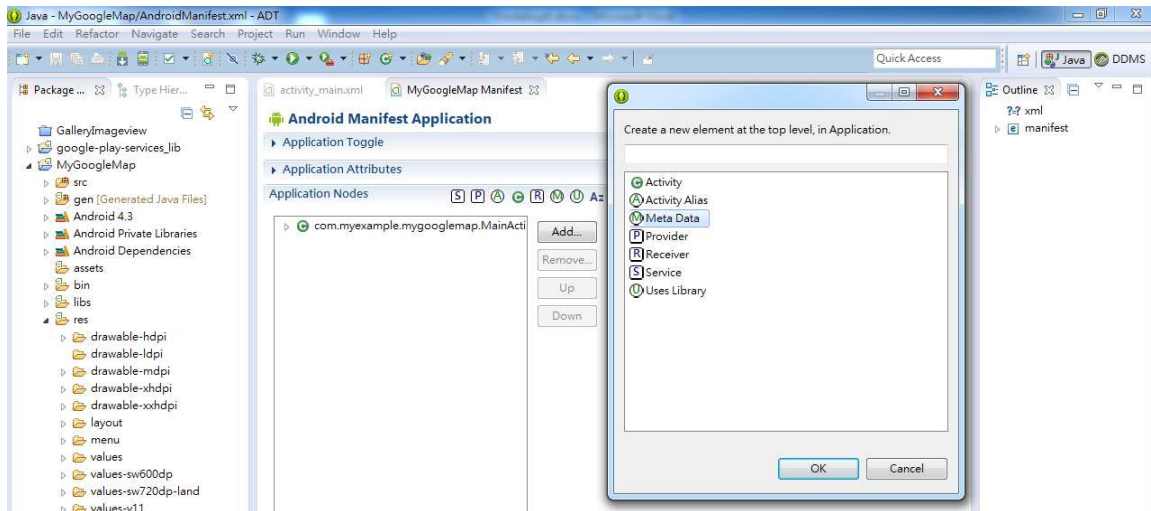 Java - MyGoogleMap/AndroidManifest.xml - ADT
File Edit Refactor Navigate Search Project Run Window Help
Quick Access
Java
DDMS
Package ...
Type Hier...
GalleryImageview
google-play-services_lib
MyGoogleMap
src
gen [Generated Java Files]
Android 4.3
Android Private Libraries
Android Dependencies
assets
bin
libs
res
drawable-hdpi
drawable-ldpi
drawable-mdpi
drawable-xhdpi
drawable-xxhdpi
layout
menu
values
values-sw600dp
values-sw720dp-land
values-v11
activity_main.xml
MyGoogleMap Manifest
Android Manifest Application
Application Toggle
Application Attributes
Application Nodes
S P A C R M U Az
C com.myexample.mygooglemap.MainActi
Add...
Remove...
Up
Down
Create a new element at the top level, in Application.
C Activity
A Activity Alias
M Meta Data
P Provider
R Receiver
S Service
U Uses Library
OK
Cancel
Outline
?-? xml
e manifest